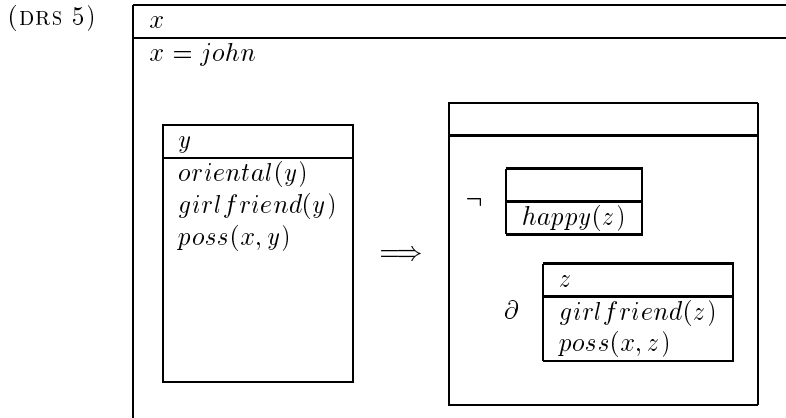 (DRS 5)
x
x = john
y
oriental(y)
girlfriend(y)
poss(x, y)
⟹
¬
happy(z)
∂
z
girlfriend(z)
poss(x, z)